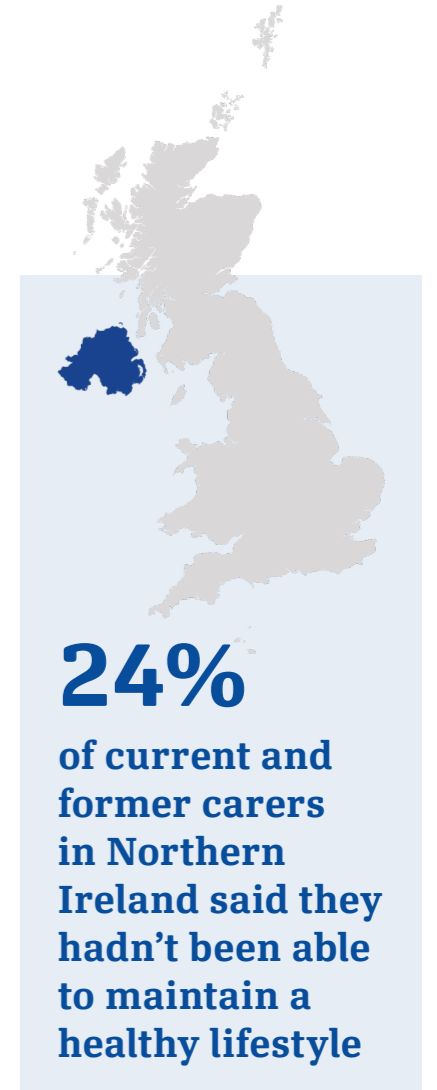 24%
of current and
former carers
in Northern
Ireland said they
hadn’t been able
to maintain a
healthy lifestyle